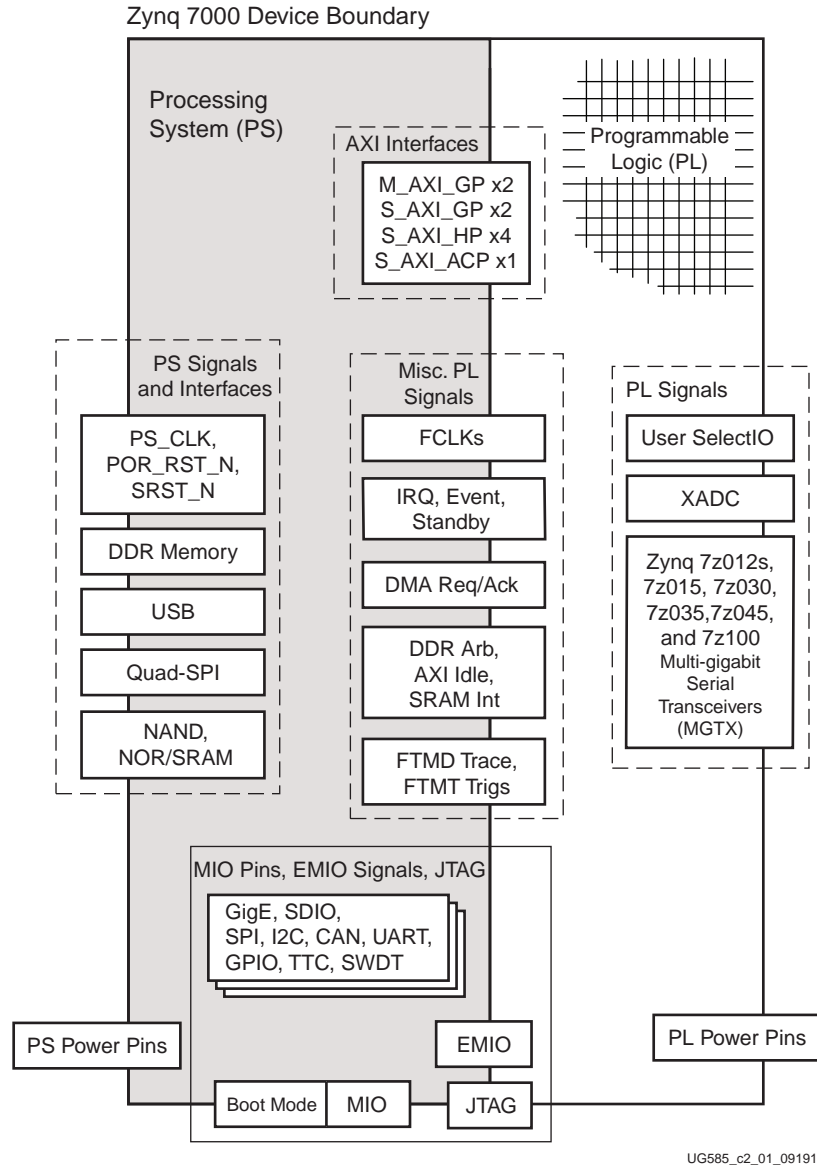 Zynq 7000 Device Boundary
Processing
System (PS)
AXI Interfaces
M_AXI_GP x2
S_AXI_GP x2
S_AXI_HP x4
S_AXI_ACP x1
Programmable
Logic (PL)
PS Signals
and Interfaces
PS_CLK,
POR_RST_N,
SRST_N
DDR Memory
USB
Quad-SPI
NAND,
NOR/SRAM
Misc. PL
Signals
FCLKs
IRQ, Event,
Standby
DMA Req/Ack
DDR Arb,
AXI Idle,
SRAM Int
FTMD Trace,
FTMT Trigs
PL Signals
User SelectIO
XADC
Zynq 7z012s,
7z015, 7z030,
7z035,7z045,
and 7z100
Multi-gigabit
Serial
Transceivers
(MGTX)
MIO Pins, EMIO Signals, JTAG
GigE, SDIO,
SPI, I2C, CAN, UART,
GPIO, TTC, SWDT
PS Power Pins
EMIO
PL Power Pins
Boot Mode
MIO
JTAG
UG585_c2_01_09191